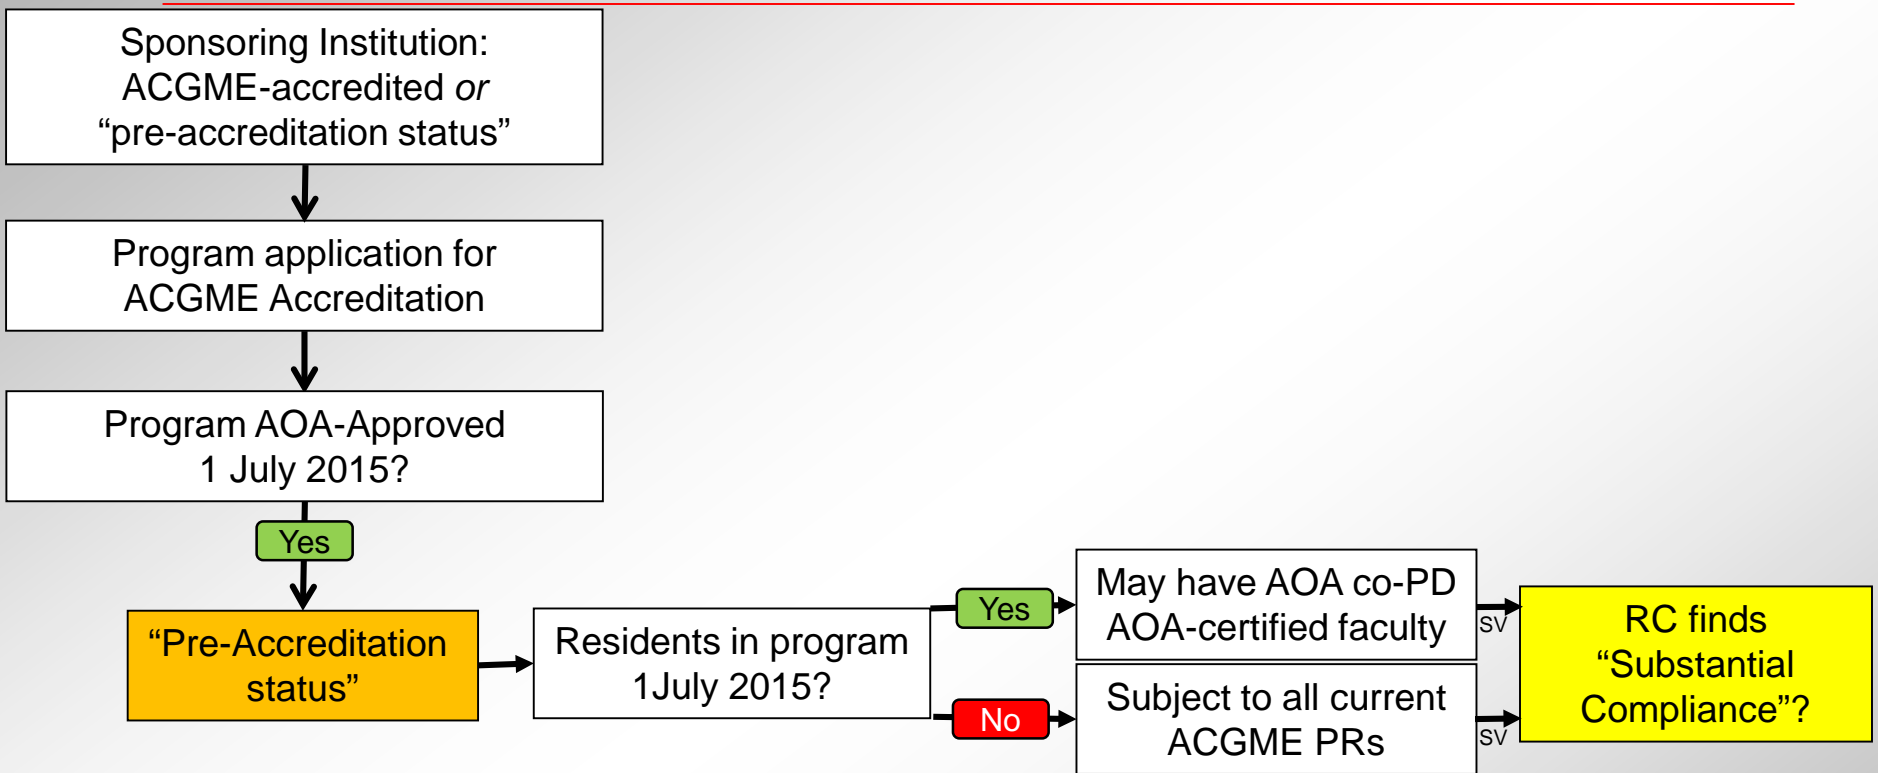 Sponsoring Institution:
ACGME-accredited or
“pre-accreditation status”
Program application for
ACGME Accreditation
Program AOA-Approved
1 July 2015?
Yes
“Pre-Accreditation
status”
Residents in program
1July 2015?
Yes
May have AOA co-PD
AOA-certified faculty
SV
No
Subject to all current
ACGME PRs
SV
RC finds
“Substantial
Compliance”?